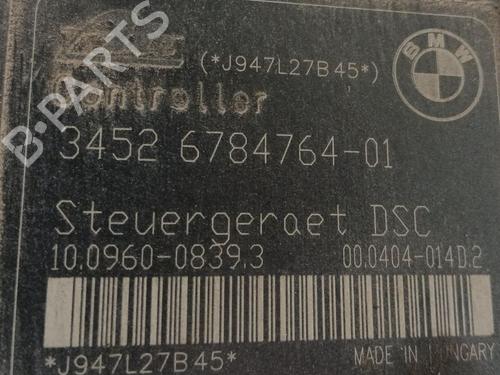 (*J947L27B45*)
BMW
Controller
B-PARTS
3452 6784764-01
Steuergeraet DSC
10.0960-0839.3 00.0404-014D.2
*J947L27B45* MADE IN HUNGARY